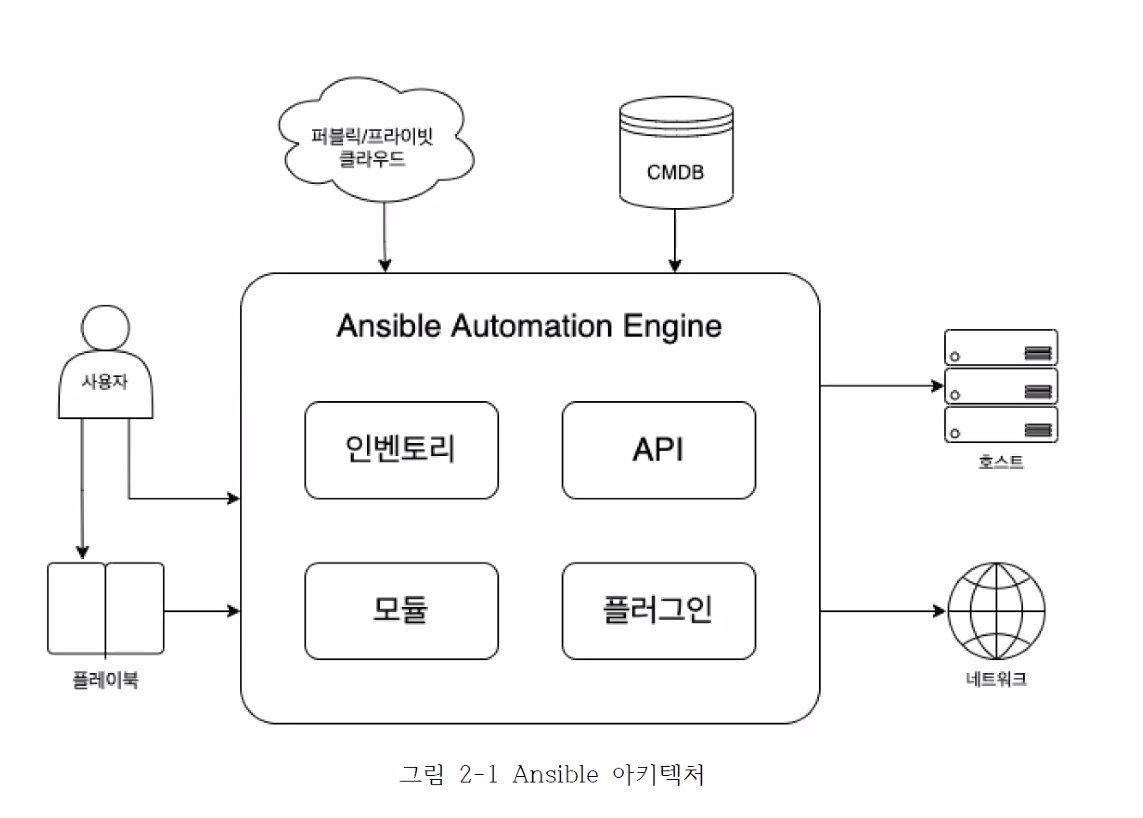 퍼블릭/프라이빗
클라우드
CMDB
Ansible Automation Engine
사용자
인벤토리
API
호스트
모듈
플러그인
플레이북
네트워크
그림 2-1 Ansible 아키텍처